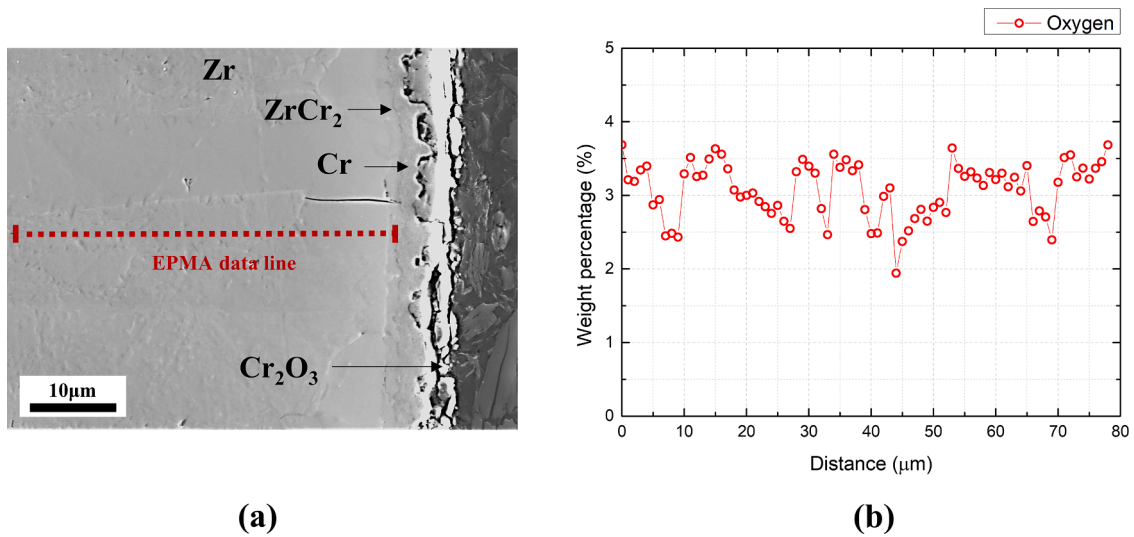 Zr
ZrCr₂
Cr
EPMA data line
Cr₂O₃
10μm
(a)
Oxygen
Weight percentage (%)
5
4
3
2
1
0
0 10 20 30 40 50 60 70 80
Distance (μm)
(b)